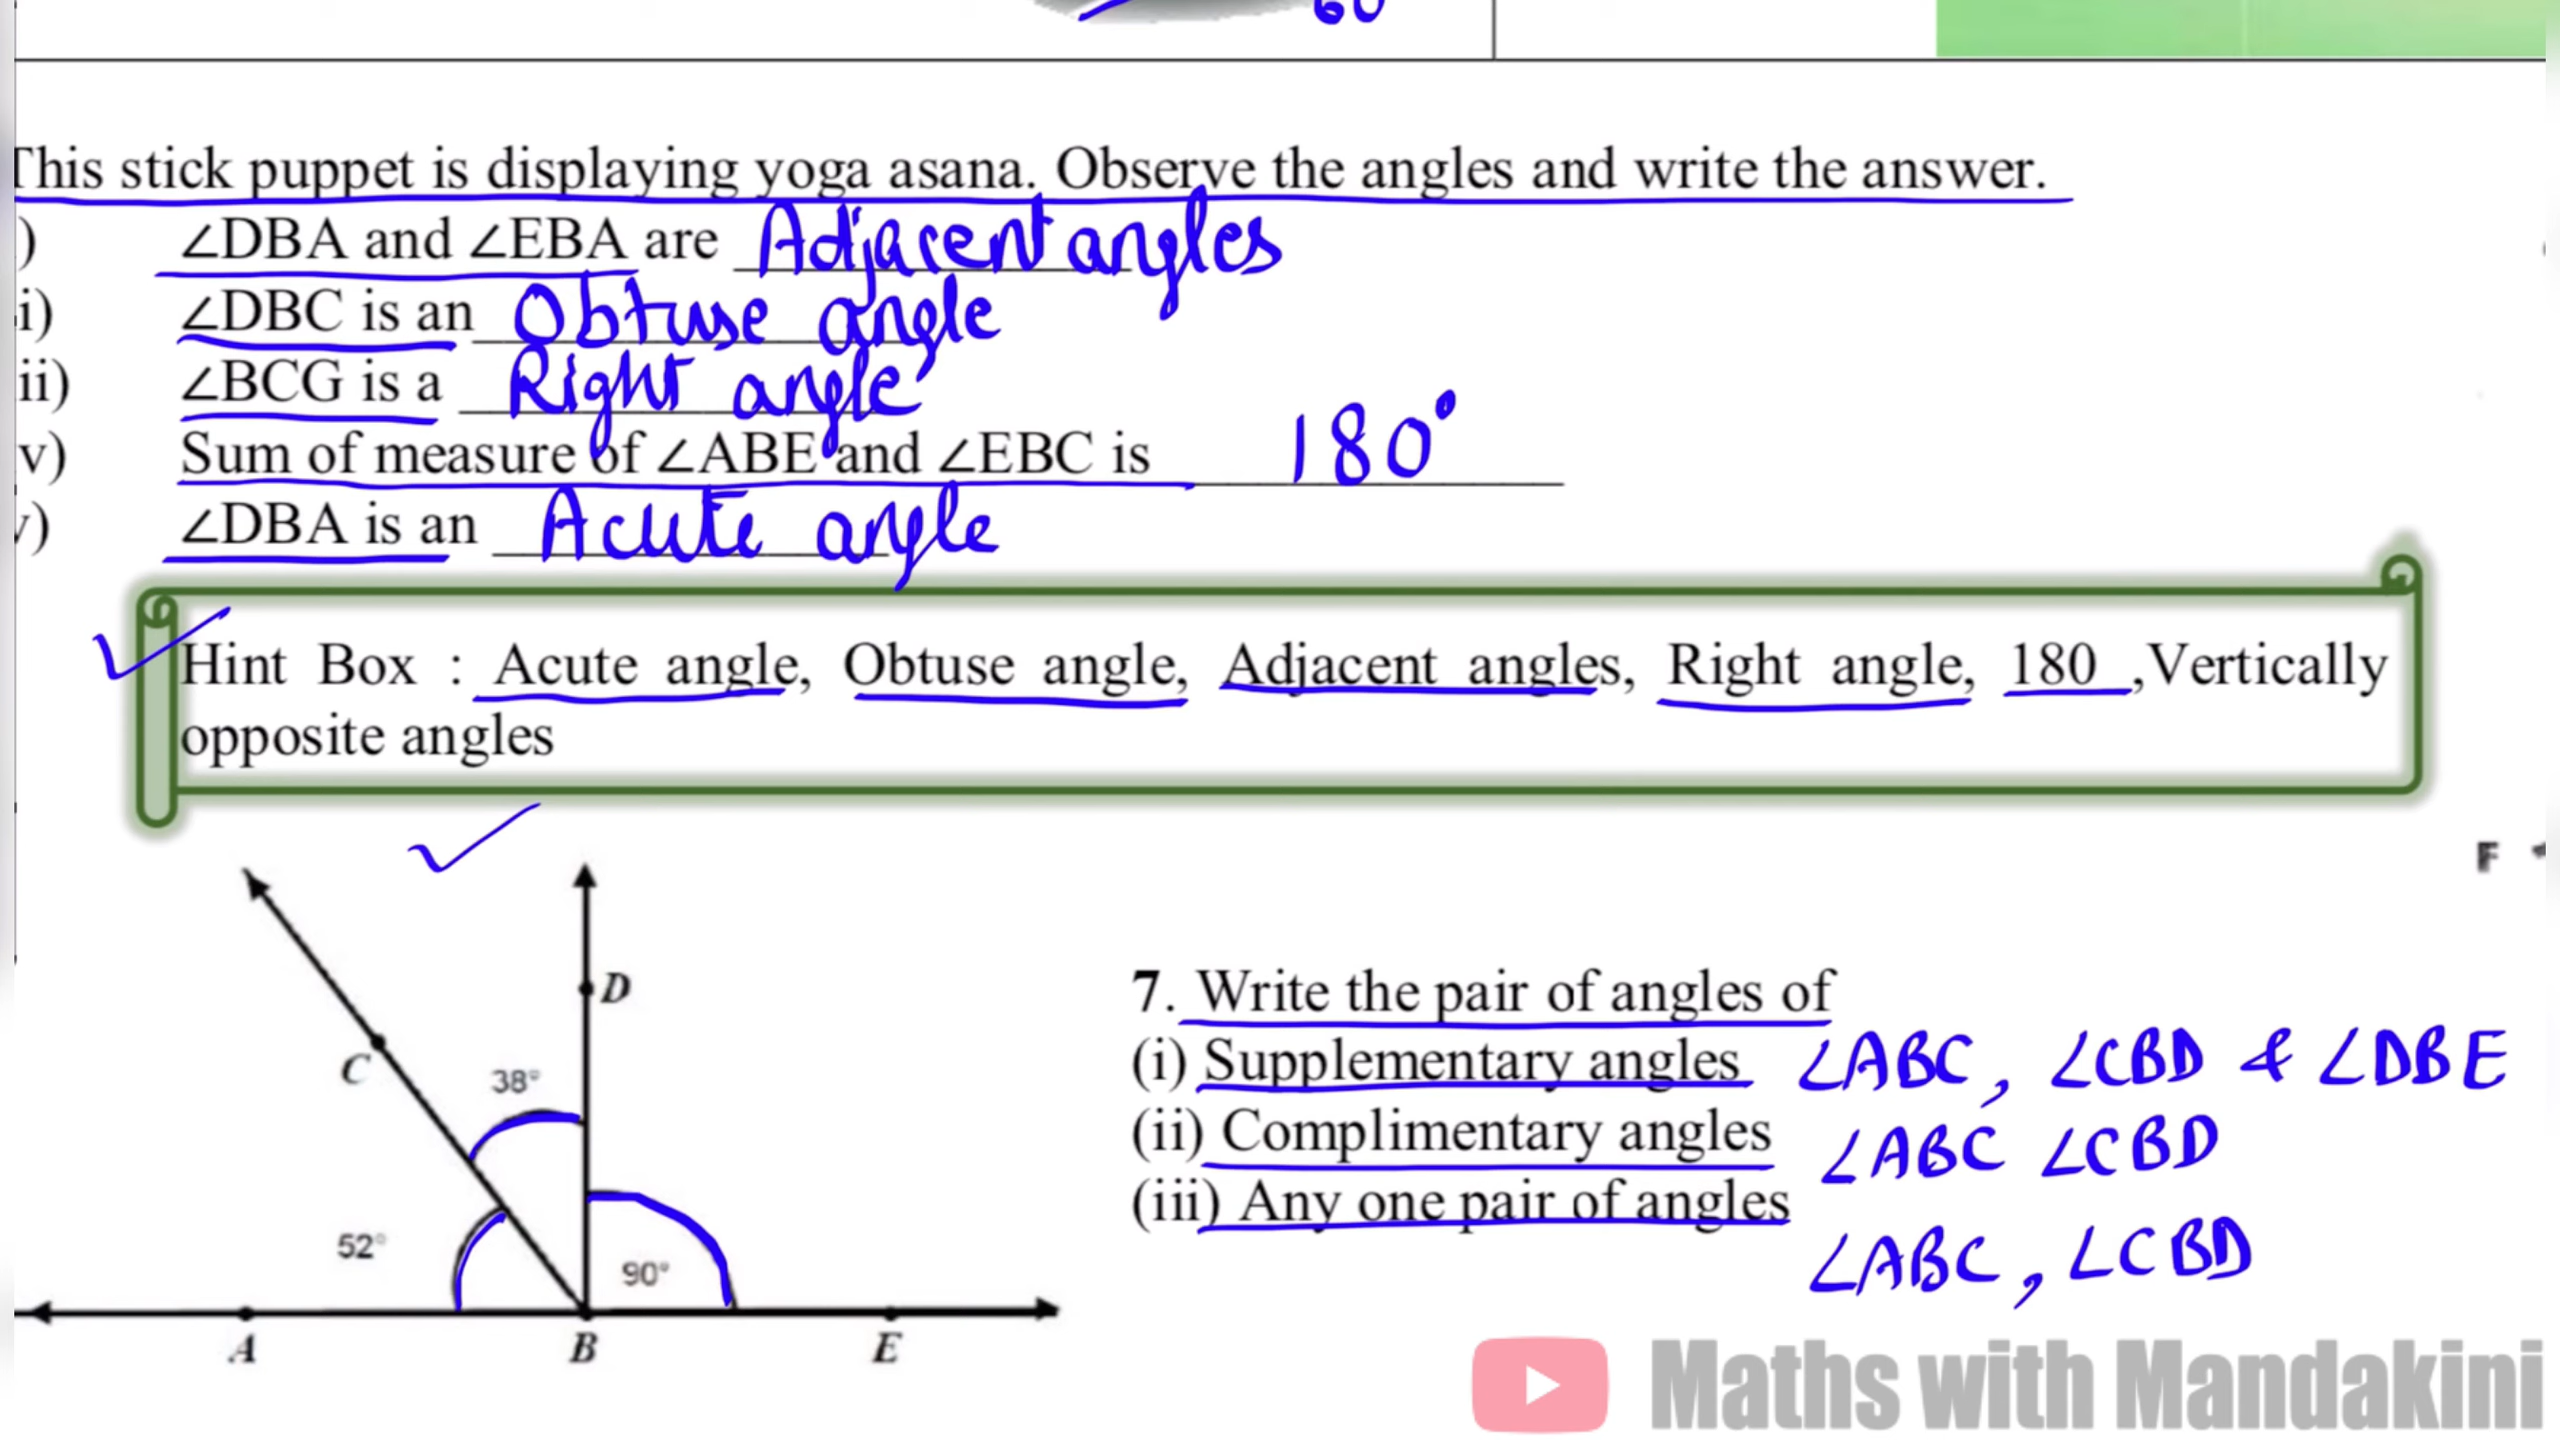 60
This stick puppet is displaying yoga asana. Observe the angles and write the answer.
) ∠DBA and ∠EBA are Adjacent angles
i) ∠DBC is an Obtuse angle
ii) ∠BCG is a Right angle
v) Sum of measure of ∠ABE and ∠EBC is 180°
v) ∠DBA is an Acute angle
Hint Box : Acute angle, Obtuse angle, Adjacent angles, Right angle, 180 ,Vertically
opposite angles
F
D
C
38°
52°
90°
A B E
7. Write the pair of angles of
(i) Supplementary angles ∠ABC, ∠CBD & ∠DBE
(ii) Complimentary angles ∠ABC ∠CBD
(iii) Any one pair of angles
∠ABC, ∠CBD
Maths with Mandakini